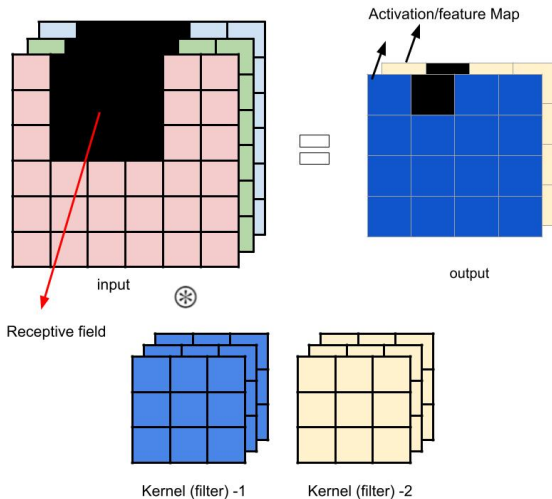 Activation/feature Map
input
output
Receptive field
Kernel (filter) -1
Kernel (filter) -2